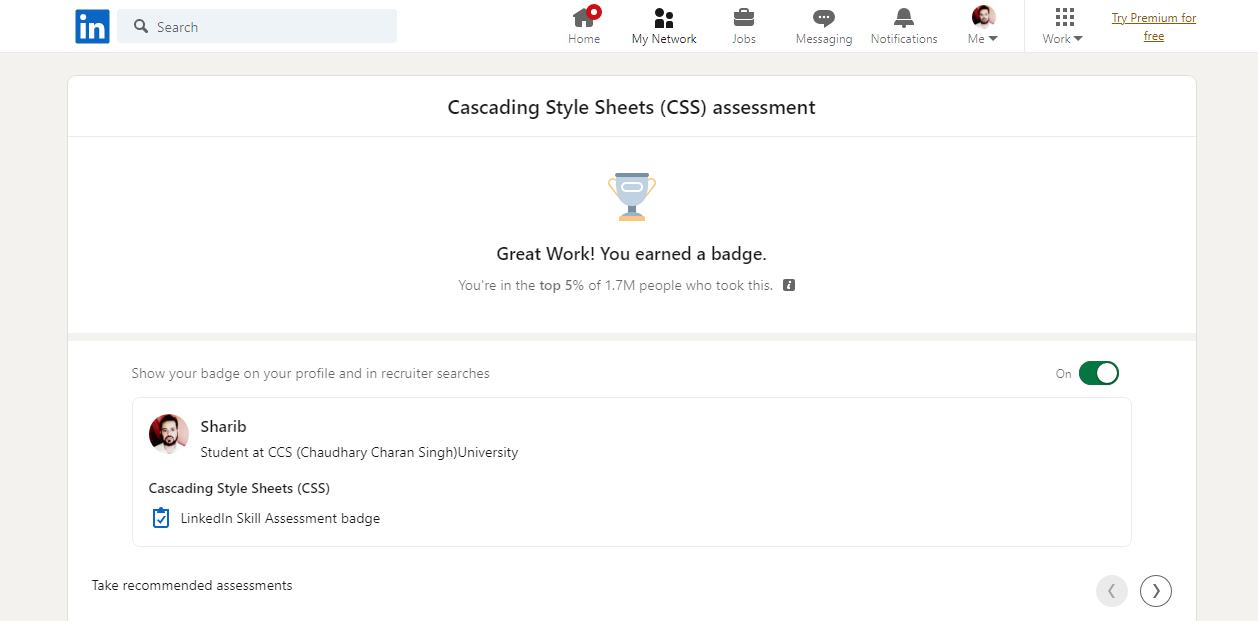 in
Search
Home
My Network
Jobs
Messaging
Notifications
Me
Work
Try Premium for
free
Cascading Style Sheets (CSS) assessment
Great Work! You earned a badge.
You're in the top 5% of 1.7M people who took this.
Show your badge on your profile and in recruiter searches
On
Sharib
Student at CCS (Chaudhary Charan Singh)University
Cascading Style Sheets (CSS)
LinkedIn Skill Assessment badge
Take recommended assessments